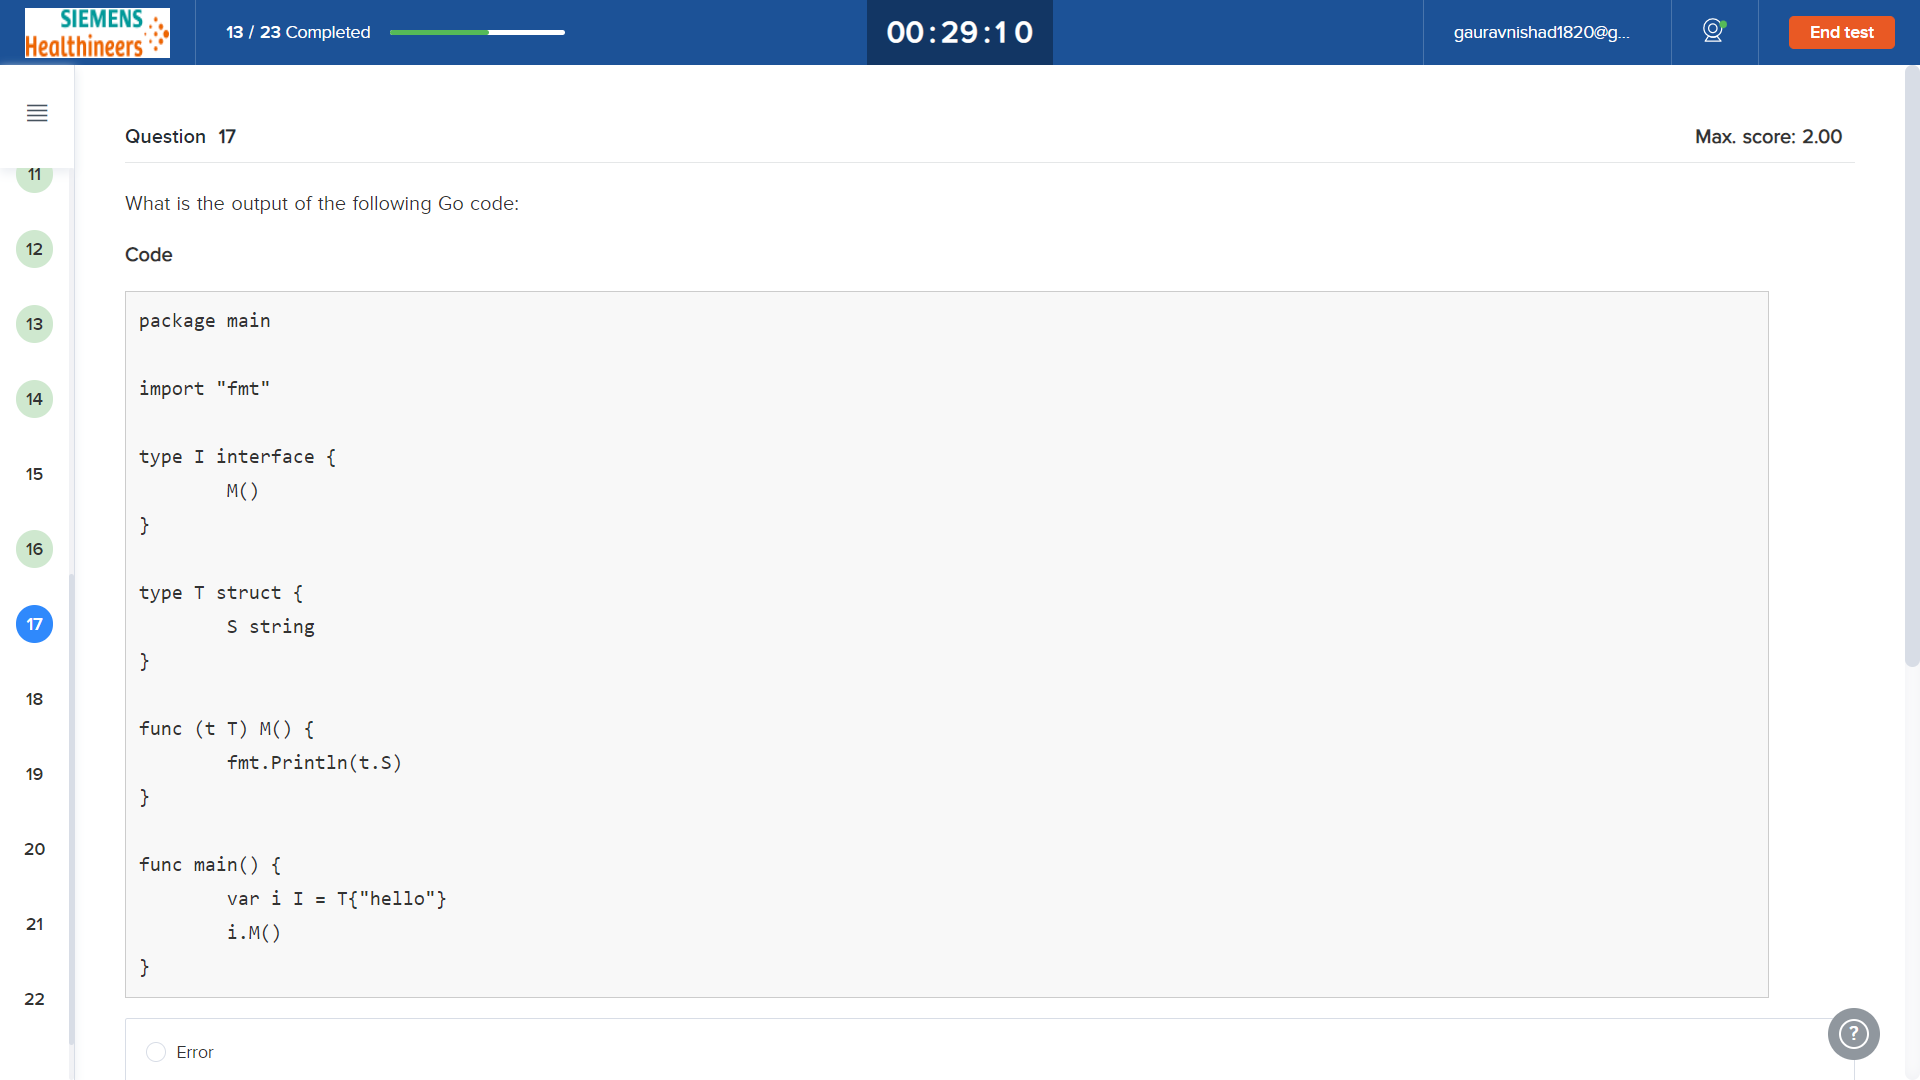 SIEMENS
Healthineers
13 / 23 Completed
00:29:10
gauravnishad1820@g...
End test
Question 17
Max. score: 2.00
11
12
13
14
15
16
17
18
19
20
21
22
What is the output of the following Go code:
Code
package main
import "fmt"
type I interface {
M()
}
type T struct {
S string
}
func (t T) M() {
fmt.Println(t.S)
}
func main() {
var i I = T{"hello"}
i.M()
}
Error
?